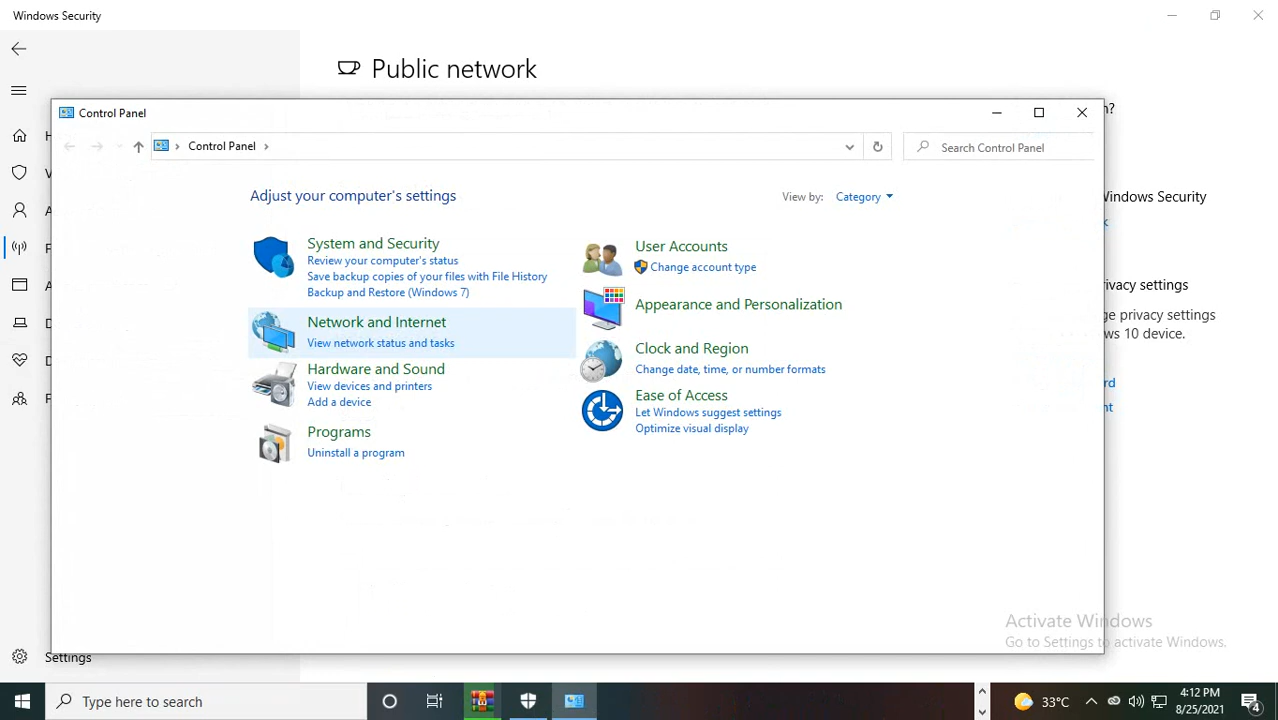 Windows Security
Public network
Control Panel
Control Panel
Search Control Panel
Adjust your computer's settings
View by: Category
System and Security
Review your computer's status
Save backup copies of your files with File History
Backup and Restore (Windows 7)
Network and Internet
View network status and tasks
Hardware and Sound
View devices and printers
Add a device
Programs
Uninstall a program
User Accounts
Change account type
Appearance and Personalization
Clock and Region
Change date, time, or number formats
Ease of Access
Let Windows suggest settings
Optimize visual display
Windows Security
settings
privacy settings
10 device.
Activate Windows
Go to Settings to activate Windows.
Settings
Type here to search
33°C
4:12 PM
8/25/2021
4